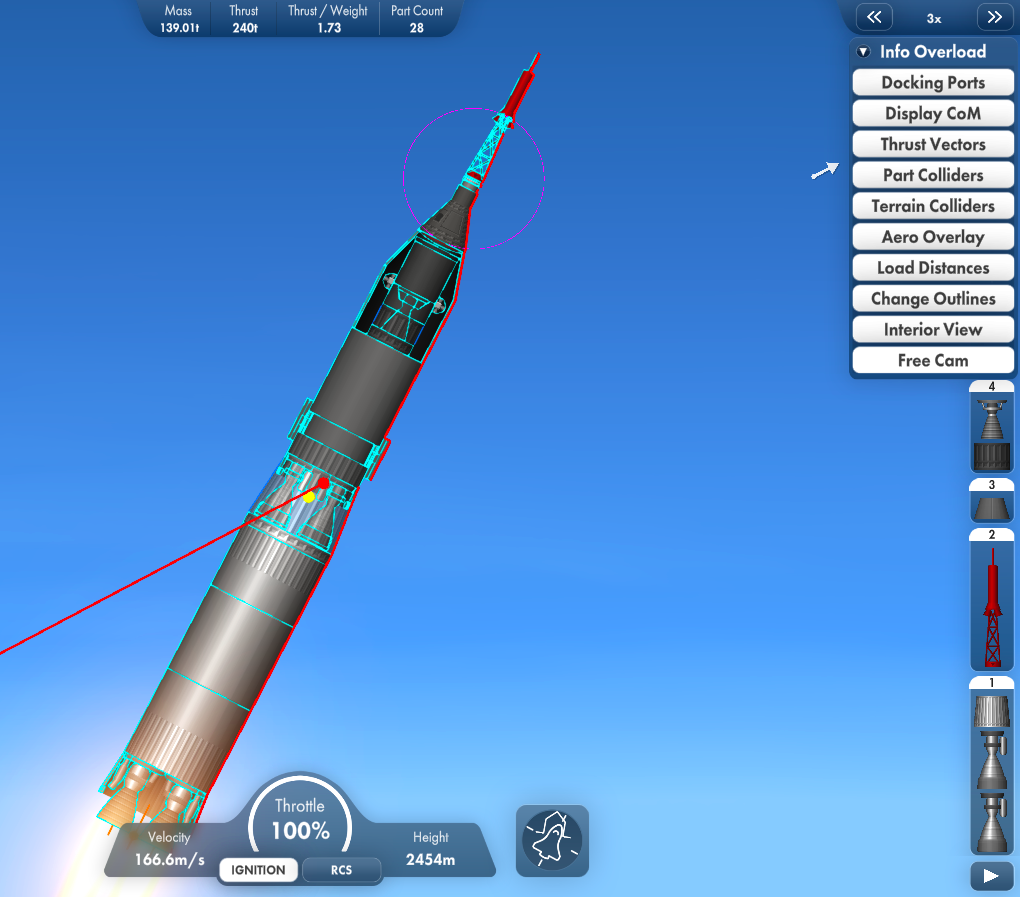 Mass Thrust Thrust / Weight Part Count
139.01t 240t 1.73 28
3x
Info Overload
Docking Ports
Display CoM
Thrust Vectors
Part Colliders
Terrain Colliders
Aero Overlay
Load Distances
Change Outlines
Interior View
Free Cam
4
3
2
1
Throttle
100%
Velocity
166.6m/s
Height
2454m
IGNITION
RCS